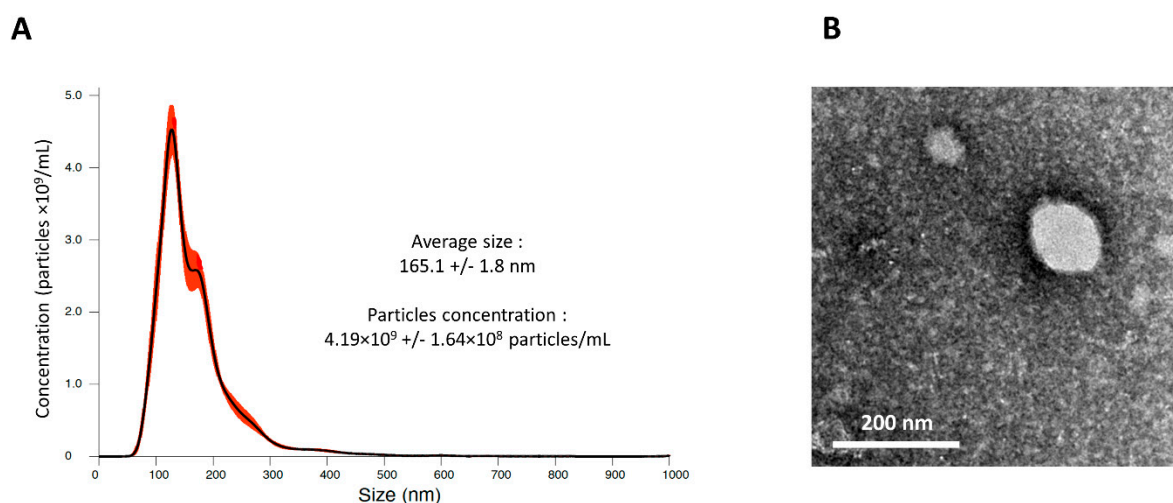 A
B
Concentration (particles ×10⁹/mL)
5.0
4.0
3.0
2.0
1.0
0
Average size :
165.1 +/- 1.8 nm
Particles concentration :
4.19×10⁹ +/- 1.64×10⁸ particles/mL
0 100 200 300 400 500 600 700 800 900 1000
Size (nm)
200 nm